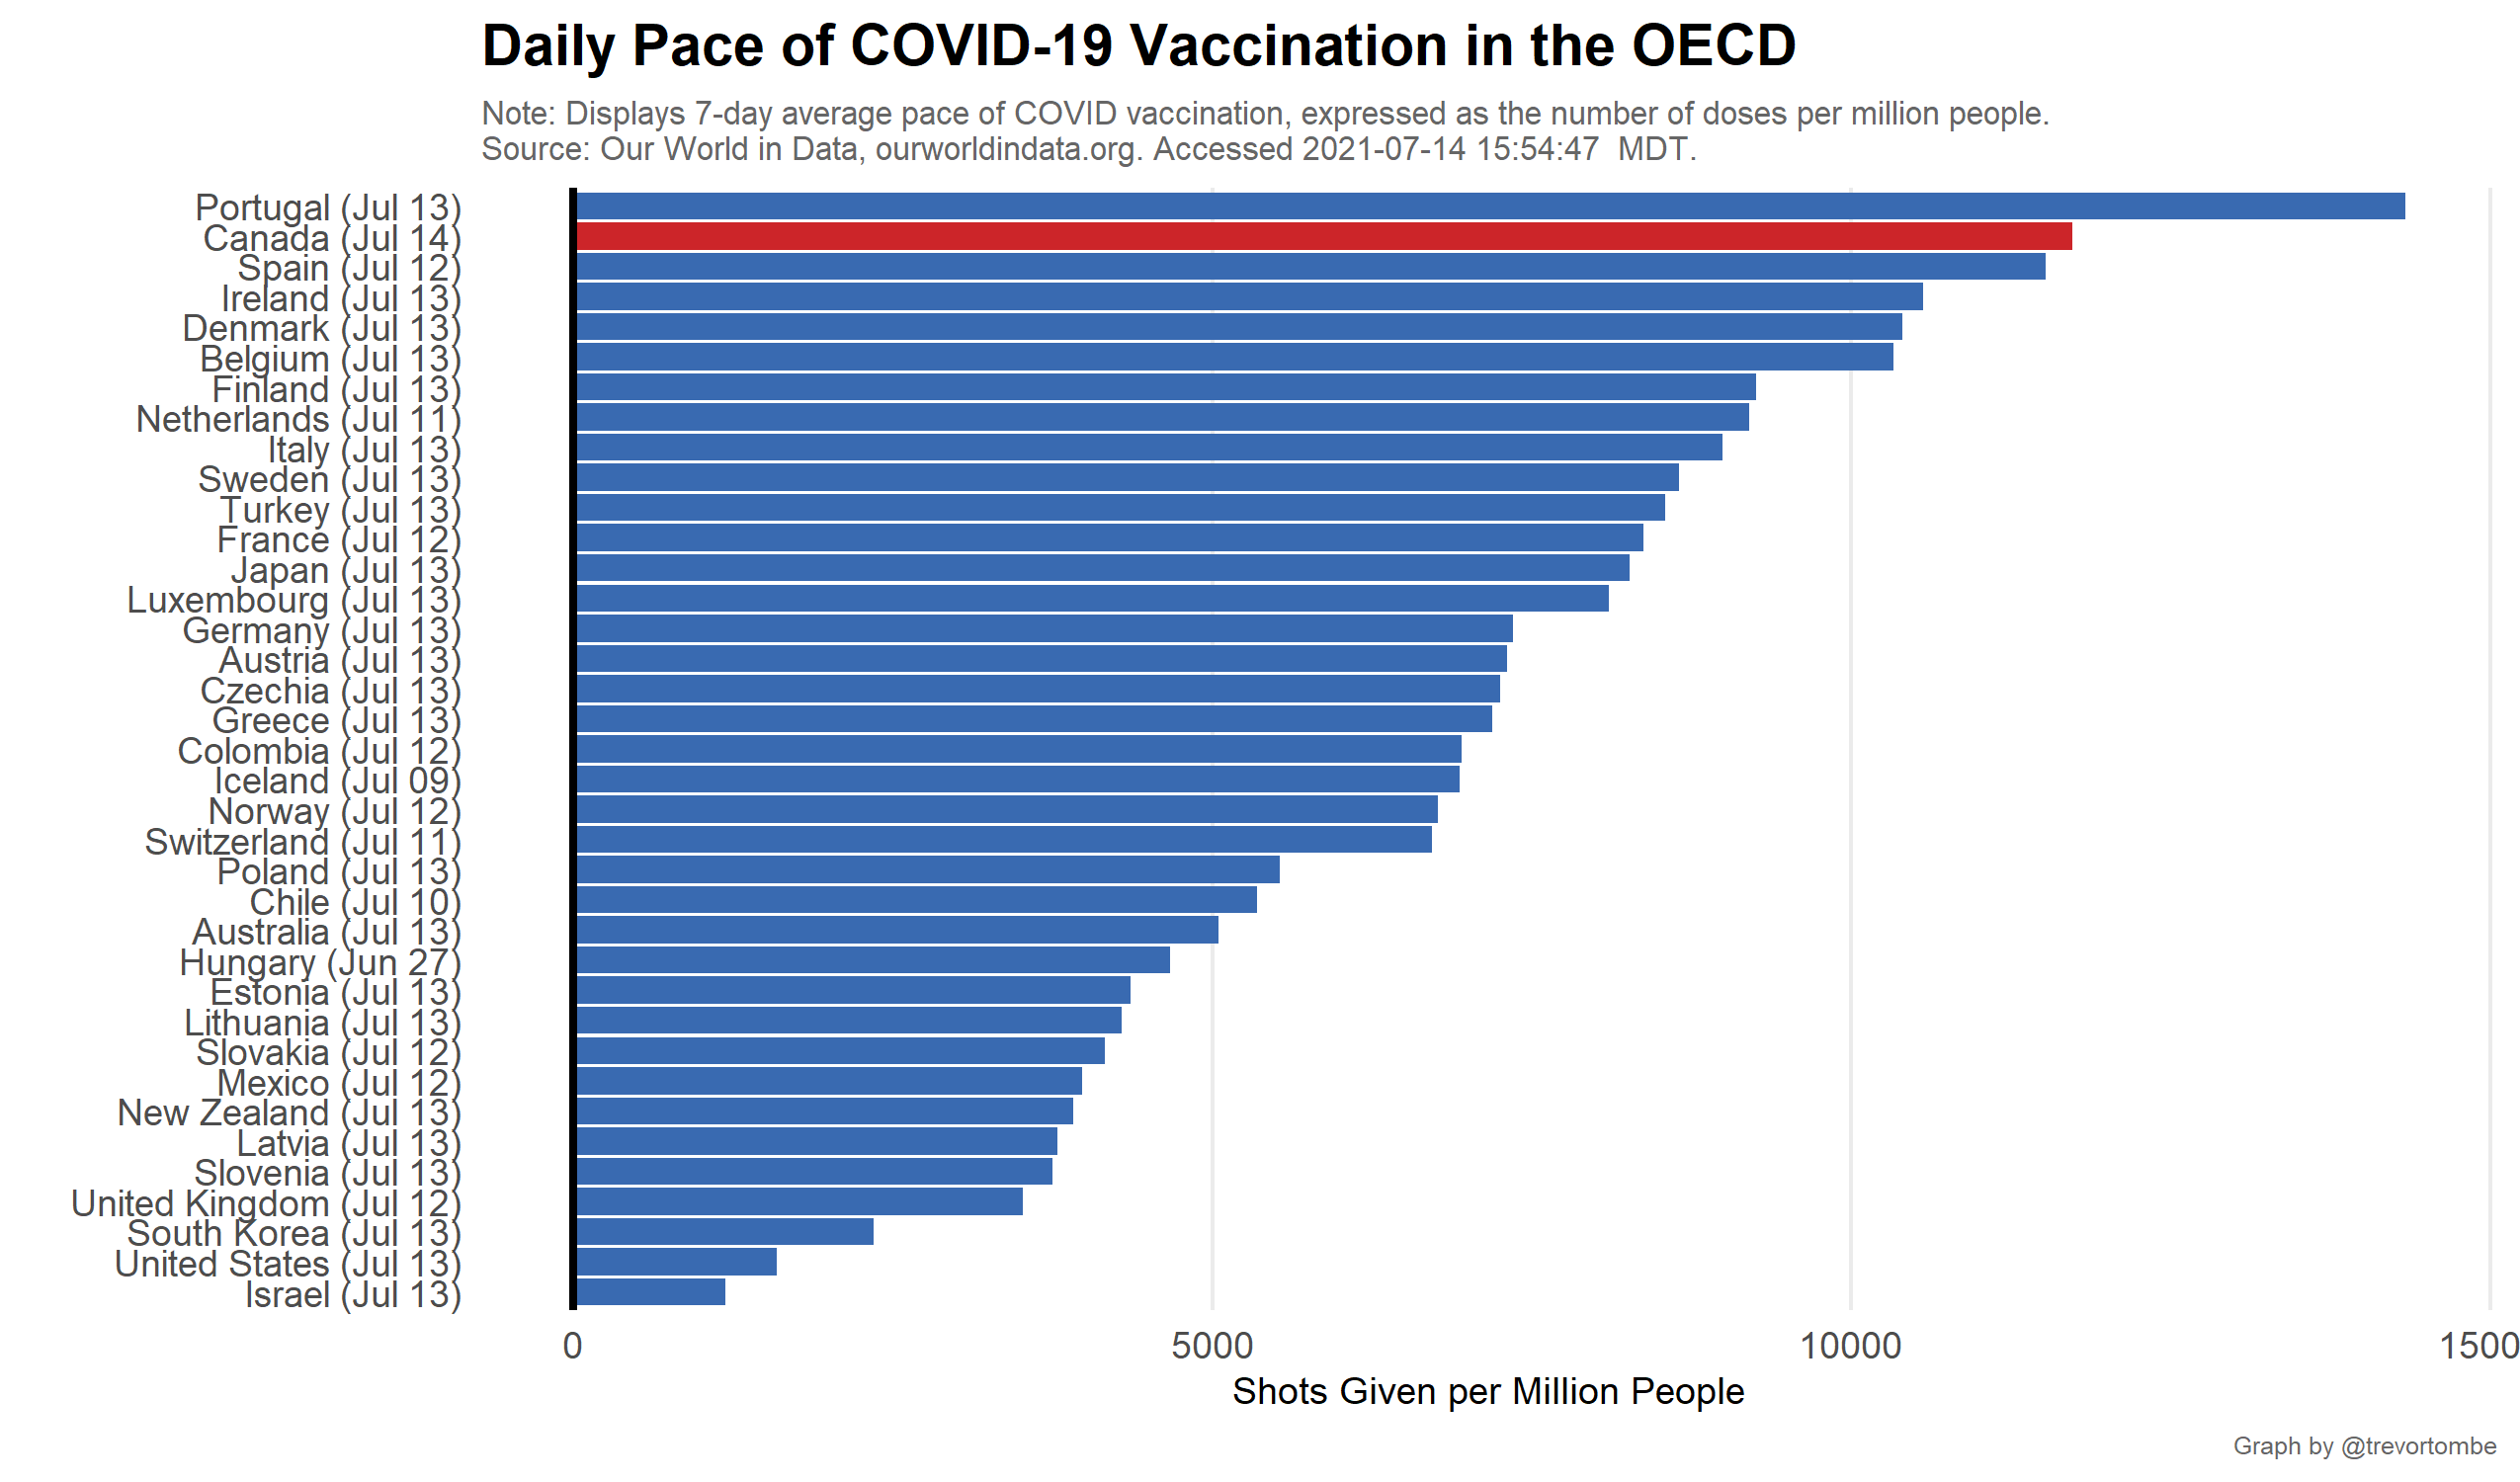 Daily Pace of COVID-19 Vaccination in the OECD
Note: Displays 7-day average pace of COVID vaccination, expressed as the number of doses per million people.
Source: Our World in Data, ourworldindata.org. Accessed 2021-07-14 15:54:47  MDT.
Portugal (Jul 13)
Canada (Jul 14)
Spain (Jul 12)
Ireland (Jul 13)
Denmark (Jul 13)
Belgium (Jul 13)
Finland (Jul 13)
Netherlands (Jul 11)
Italy (Jul 13)
Sweden (Jul 13)
Turkey (Jul 13)
France (Jul 12)
Japan (Jul 13)
Luxembourg (Jul 13)
Germany (Jul 13)
Austria (Jul 13)
Czechia (Jul 13)
Greece (Jul 13)
Colombia (Jul 12)
Iceland (Jul 09)
Norway (Jul 12)
Switzerland (Jul 11)
Poland (Jul 13)
Chile (Jul 10)
Australia (Jul 13)
Hungary (Jun 27)
Estonia (Jul 13)
Lithuania (Jul 13)
Slovakia (Jul 12)
Mexico (Jul 12)
New Zealand (Jul 13)
Latvia (Jul 13)
Slovenia (Jul 13)
United Kingdom (Jul 12)
South Korea (Jul 13)
United States (Jul 13)
Israel (Jul 13)
0 5000 10000 1500
Shots Given per Million People
Graph by @trevortombe